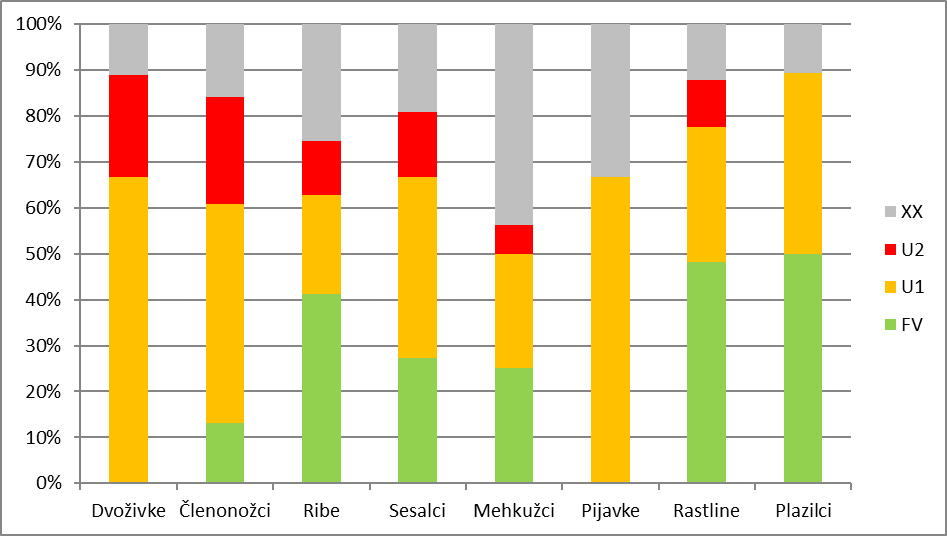 100%
90%
80%
70%
60%
50%
40%
30%
20%
10%
0%
Dvoživke Členonožci Ribe Sesalci Mehkužci Pijavke Rastline Plazilci
XX
U2
U1
FV